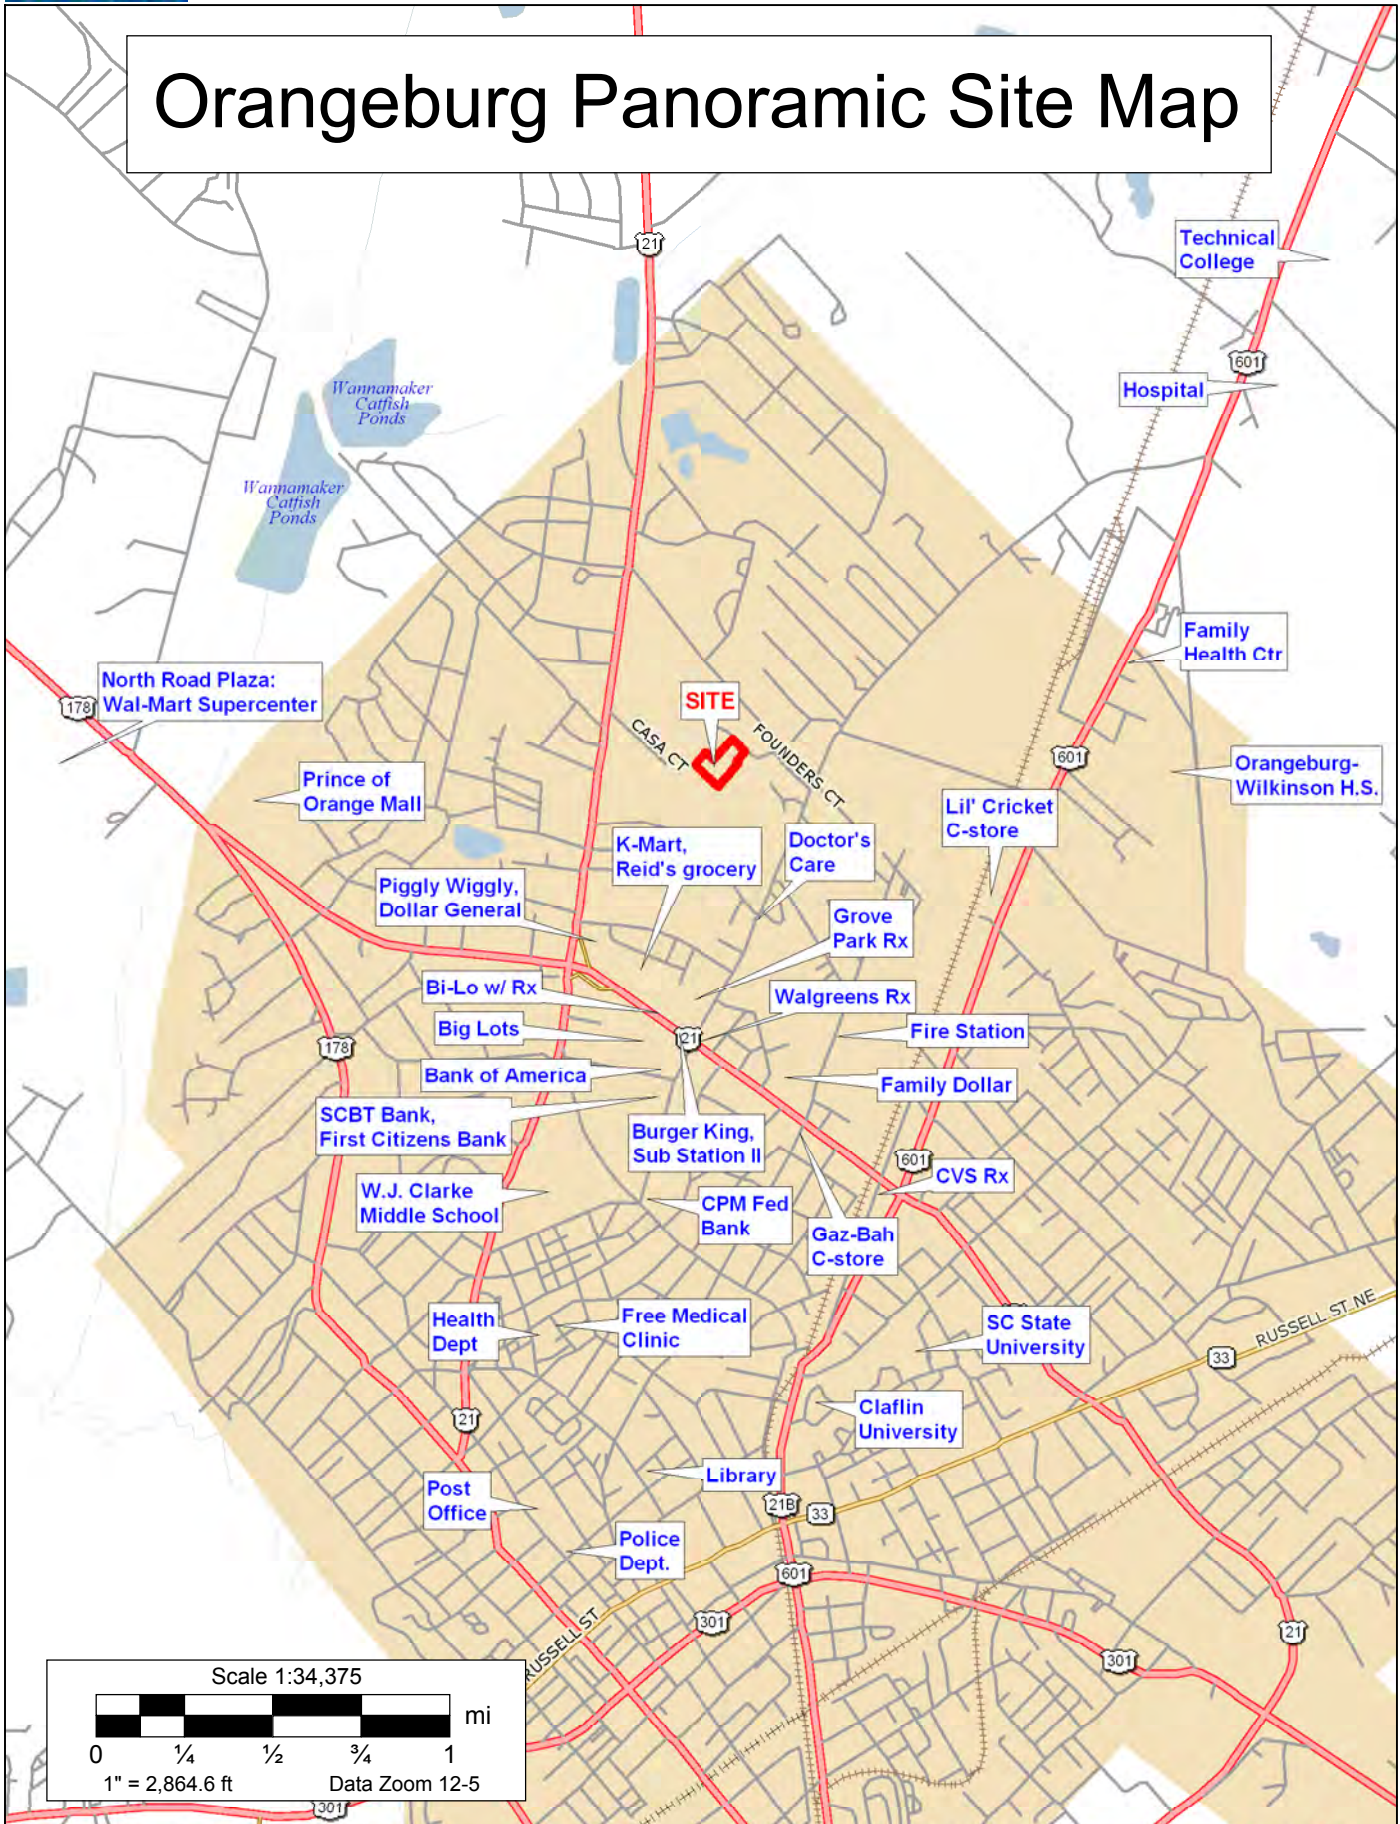 Orangeburg Panoramic Site Map
21
Technical
College
601
Hospital
Wannamaker
Catfish
Ponds
Wannamaker
Catfish
Ponds
Family
Health Ctr
North Road Plaza:
Wal-Mart Supercenter
178
SITE
CASA CT
FOUNDERS CT
601
Orangeburg-
Wilkinson H.S.
Prince of
Orange Mall
Lil' Cricket
C-store
K-Mart,
Reid's grocery
Doctor's
Care
Piggly Wiggly,
Dollar General
Grove
Park Rx
Bi-Lo w/ Rx
Walgreens Rx
Big Lots
21
Fire Station
178
Bank of America
Family Dollar
SCBT Bank,
First Citizens Bank
Burger King,
Sub Station II
601
CVS Rx
W.J. Clarke
Middle School
CPM Fed
Bank
Gaz-Bah
C-store
Health
Dept
Free Medical
Clinic
SC State
University
RUSSELL ST NE
33
Claflin
University
21
Library
Post
Office
21B
33
Police
Dept.
601
301
21
301
RUSSELL ST
Scale 1:34,375
mi
0 ¼ ½ ¾ 1
1" = 2,864.6 ft Data Zoom 12-5
301